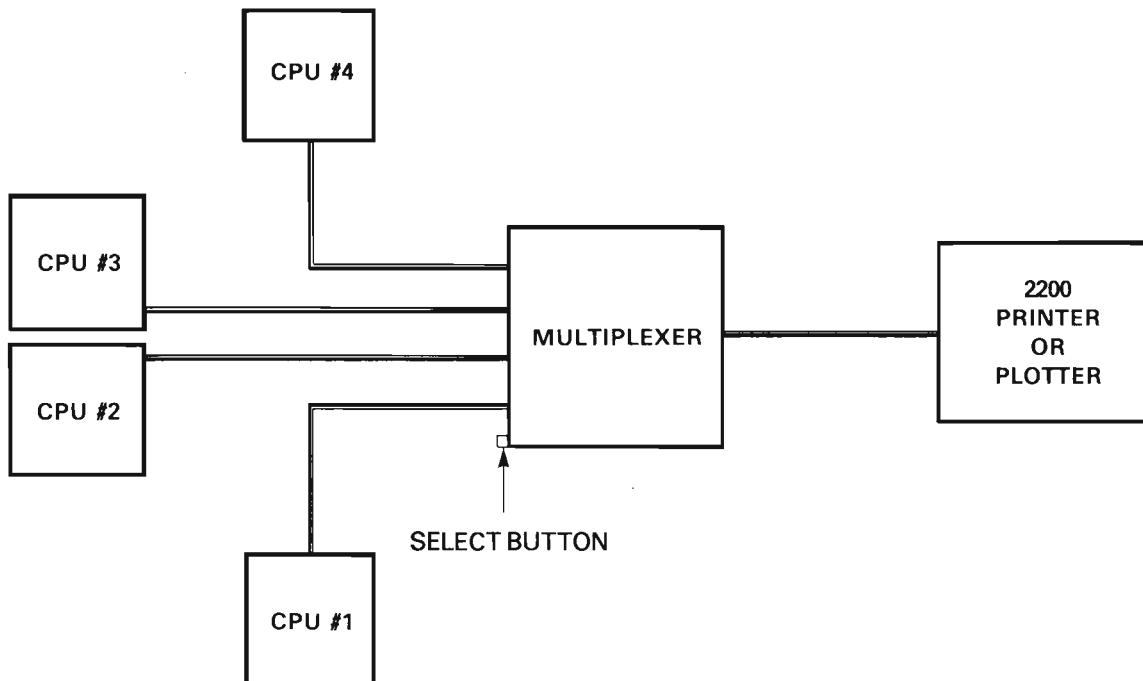 CPU #4
CPU #3
CPU #2
CPU #1
MULTIPLEXER
SELECT BUTTON
2200
PRINTER
OR
PLOTTER